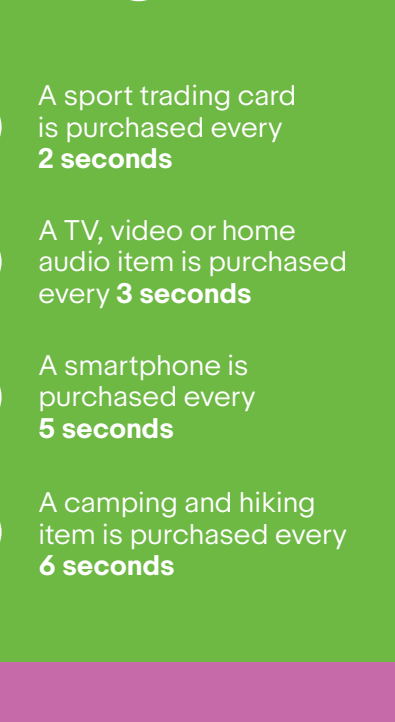 A sport trading card
is purchased every
2 seconds
A TV, video or home
audio item is purchased
every 3 seconds
A smartphone is
purchased every
5 seconds
A camping and hiking
item is purchased every
6 seconds